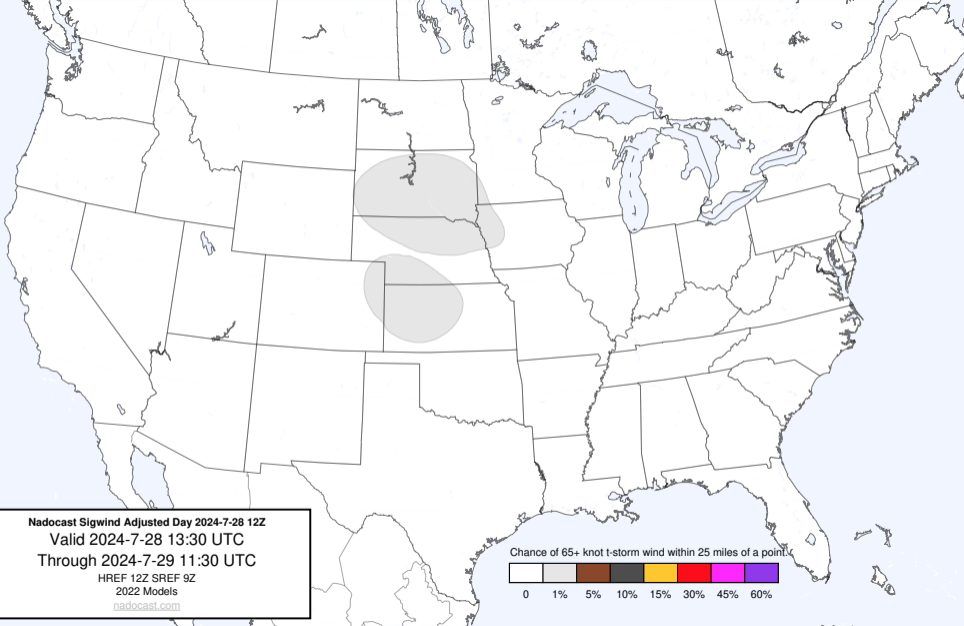 Nadocast Sigwind Adjusted Day 2024-7-28 12Z
Valid 2024-7-28 13:30 UTC
Through 2024-7-29 11:30 UTC
HREF 12Z SREF 9Z
2022 Models
nadocast.com
Chance of 65+ knot t-storm wind within 25 miles of a point.
0 1% 5% 10% 15% 30% 45% 60%